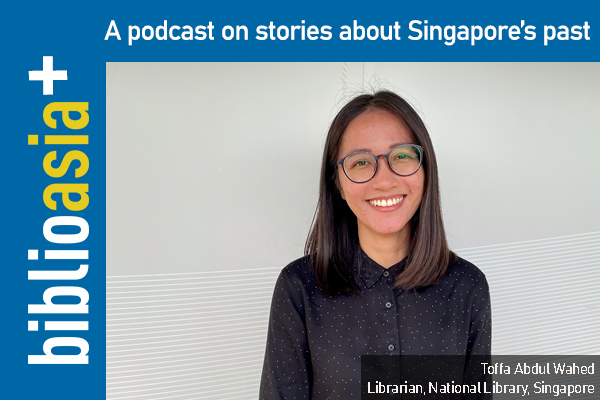 A podcast on stories about Singapore's past
biblioasia+
Toffa Abdul Wahed
Librarian, National Library, Singapore